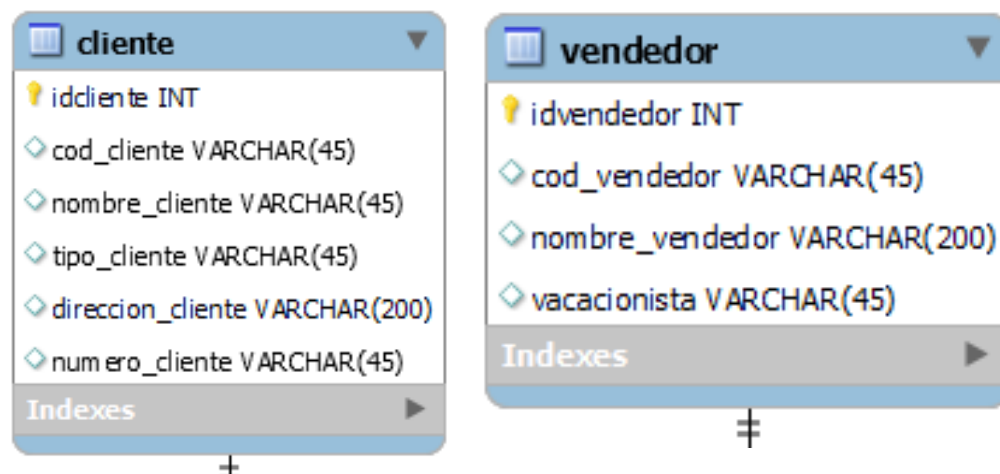 cliente
idcliente INT
cod_cliente VARCHAR(45)
nombre_cliente VARCHAR(45)
tipo_cliente VARCHAR(45)
direccion_cliente VARCHAR(200)
numero_cliente VARCHAR(45)
Indexes
vendedor
idvendedor INT
cod_vendedor VARCHAR(45)
nombre_vendedor VARCHAR(200)
vacacionista VARCHAR(45)
Indexes